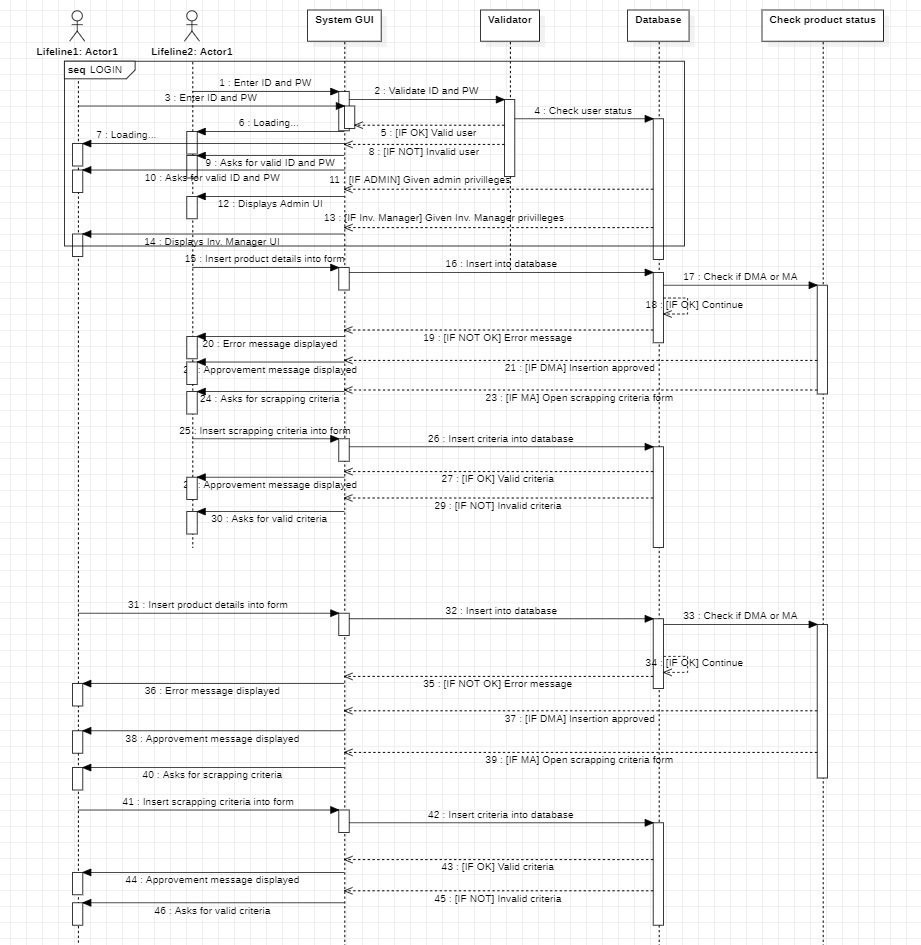 System GUI
Validator
Database
Check product status
Lifeline1: Actor1
Lifeline2: Actor1
seq LOGIN
1 : Enter ID and PW
2 : Validate ID and PW
3 : Enter ID and PW
4 : Check user status
5 : [IF OK] Valid user
6 : Loading...
7 : Loading...
8 : [IF NOT] Invalid user
9 : Asks for valid ID and PW
10 : Asks for valid ID and PW
11 : [IF ADMIN] Given admin privilleges
12 : Displays Admin UI
13 : [IF Inv. Manager] Given Inv. Manager privilleges
14 : Displays Inv. Manager UI
15 : Insert product details into form
16 : Insert into database
17 : Check if DMA or MA
18 : [IF OK] Continue
19 : [IF NOT OK] Error message
20 : Error message displayed
21 : [IF DMA] Insertion approved
: Approvement message displayed
23 : [IF MA] Open scrapping criteria form
24 : Asks for scrapping criteria
25 : Insert scrapping criteria into form
26 : Insert criteria into database
27 : [IF OK] Valid criteria
: Approvement message displayed
29 : [IF NOT] Invalid criteria
30 : Asks for valid criteria
31 : Insert product details into form
32 : Insert into database
33 : Check if DMA or MA
34 : [IF OK] Continue
35 : [IF NOT OK] Error message
36 : Error message displayed
37 : [IF DMA] Insertion approved
38 : Approvement message displayed
39 : [IF MA] Open scrapping criteria form
40 : Asks for scrapping criteria
41 : Insert scrapping criteria into form
42 : Insert criteria into database
43 : [IF OK] Valid criteria
44 : Approvement message displayed
45 : [IF NOT] Invalid criteria
46 : Asks for valid criteria